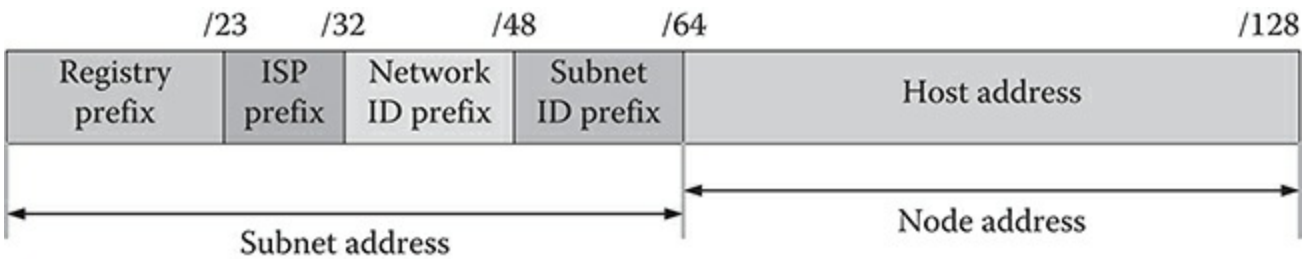 /23 /32 /48 /64 /128
Registry prefix
ISP prefix
Network ID prefix
Subnet ID prefix
Host address
Subnet address
Node address